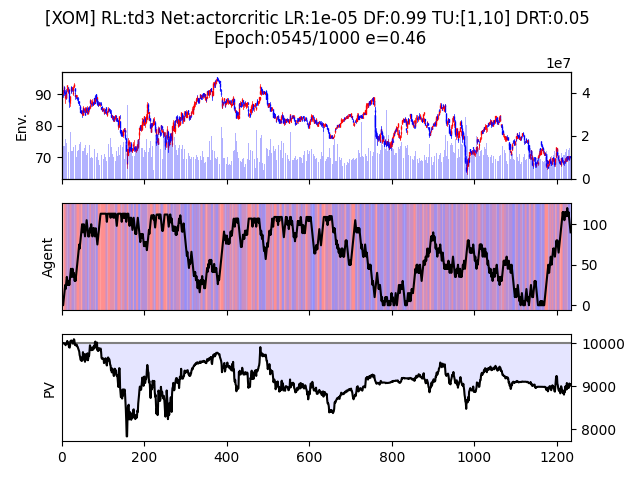 [XOM] RL:td3 Net:actorcritic LR:1e-05 DF:0.99 TU:[1,10] DRT:0.05
Epoch:0545/1000 e=0.46
1e7
Env.
90
80
70
4
2
0
Agent
100
50
0
PV
10000
9000
8000
0 200 400 600 800 1000 1200